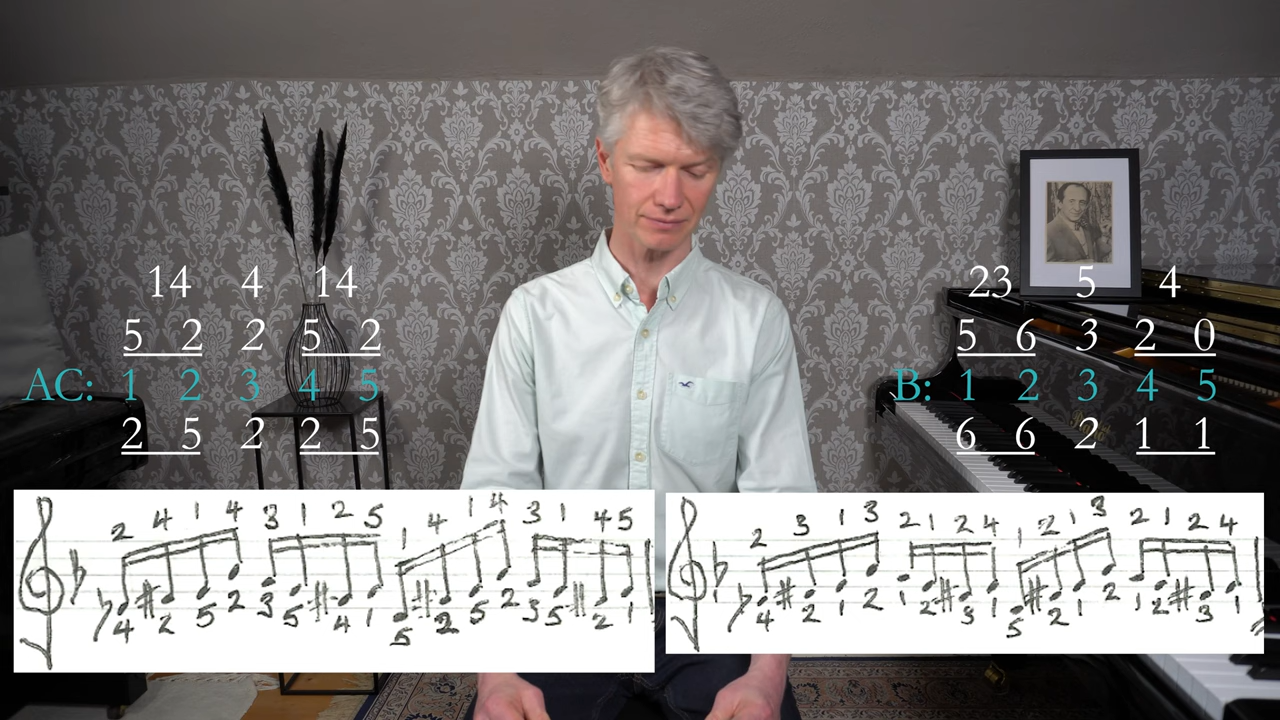 14 4 14
5 2 2 5 2
AC: 1 2 3 4 5
2 5 2 2 5
23 5 4
5 6 3 2 0
B: 1 2 3 4 5
6 6 2 1 1
2 4 1 4 3 1 2 5 1 4 1 4 3 1 4 5
4 2 5 2 3 5 4 1 5 2 5 2 3 5 2 1
2 3 1 3 2 1 2 4 1 2 1 3 2 1 2 4
4 2 1 2 1 2 3 1 5 2 1 2 1 2 3 1